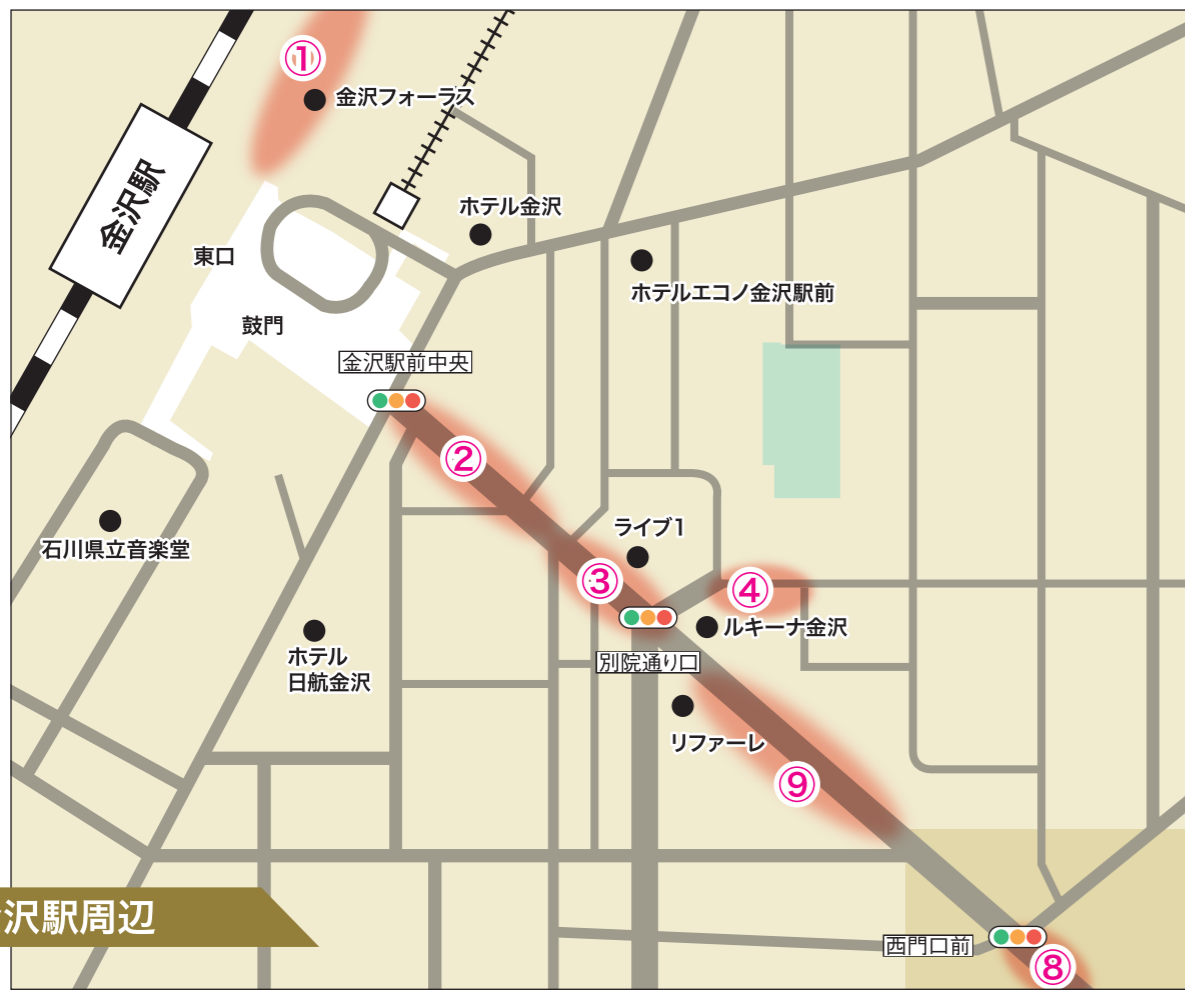 ①
金沢フォーラス
金沢駅
ホテル金沢
東口
ホテルエコノ金沢駅前
鼓門
金沢駅前中央
②
ライブ1
石川県立音楽堂
③
④
ルキーナ金沢
ホテル
日航金沢
別院通り口
リファーレ
⑨
沢駅周辺
西門口前
⑧